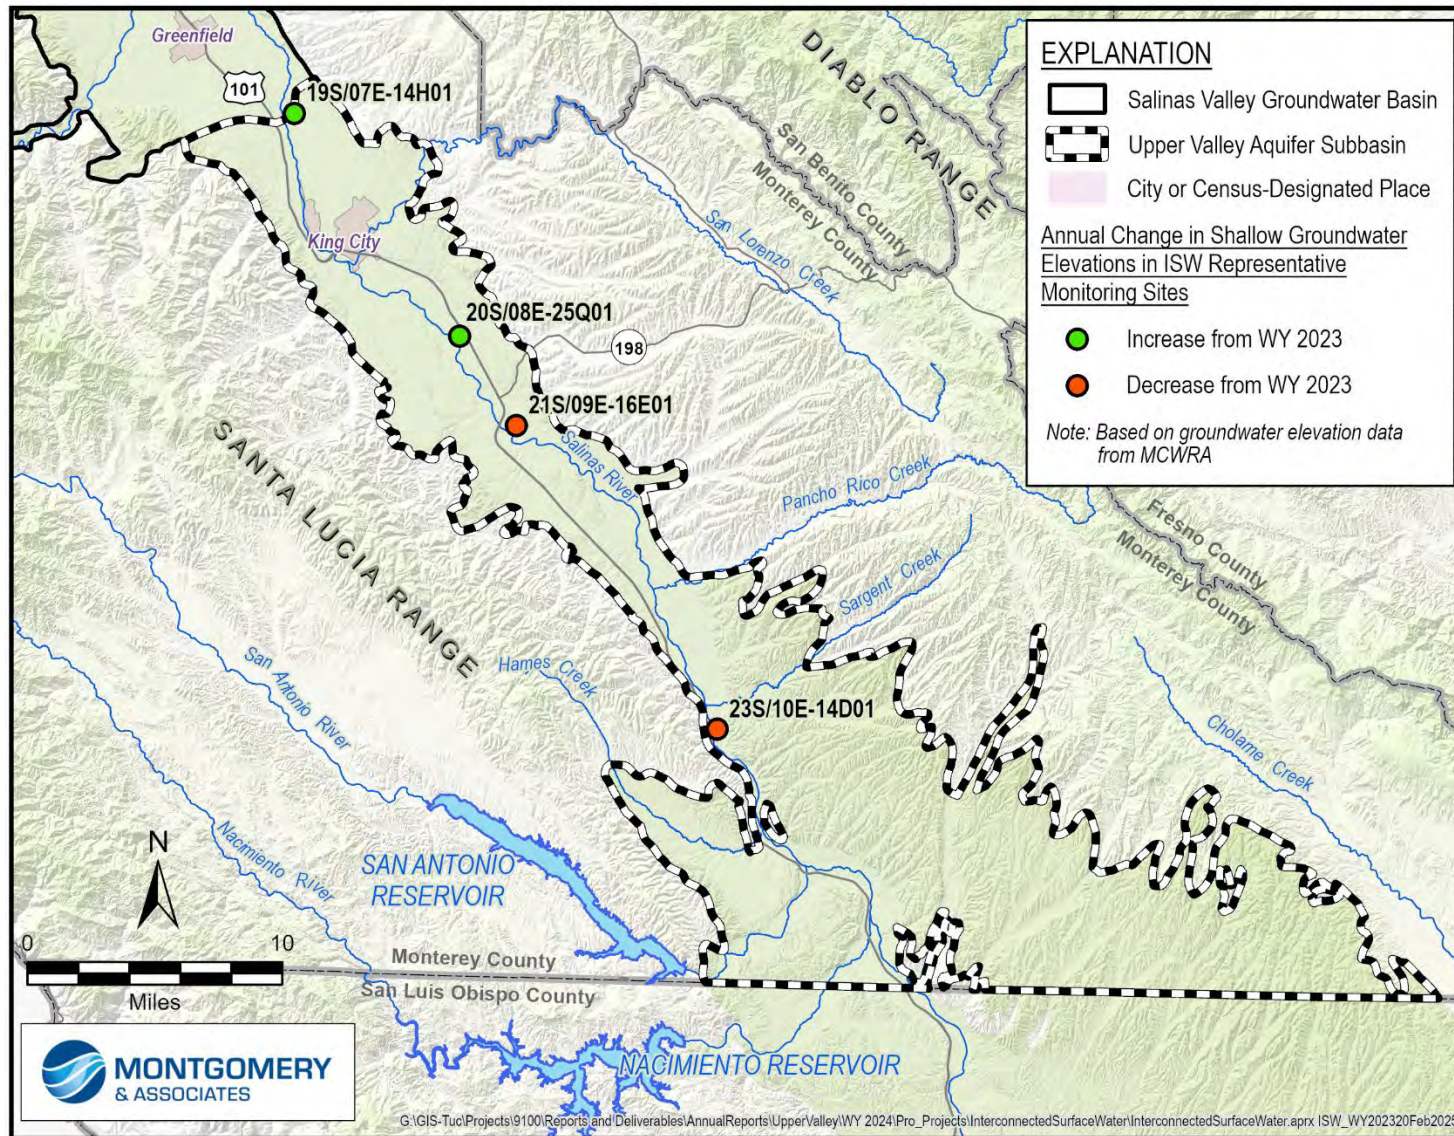 Greenfield
101
19S/07E-14H01
DIABLO RANGE
San Benito County
Monterey County
San Lorenzo Creek
King City
20S/08E-25Q01
198
21S/09E-16E01
Salinas River
SANTA LUCIA RANGE
Pancho Rico Creek
Sargent Creek
Fresno County
Monterey County
Hames Creek
San Antonio River
23S/10E-14D01
Cholame Creek
Nacimiento River
SAN ANTONIO
RESERVOIR
N
0 10
Miles
Monterey County
San Luis Obispo County
NACIMIENTO RESERVOIR
EXPLANATION
Salinas Valley Groundwater Basin
Upper Valley Aquifer Subbasin
City or Census-Designated Place
Annual Change in Shallow Groundwater
Elevations in ISW Representative
Monitoring Sites
Increase from WY 2023
Decrease from WY 2023
Note: Based on groundwater elevation data
from MCWRA
MONTGOMERY
& ASSOCIATES
G:\GIS-Tuc\Projects\9100\Reports and Deliverables\AnnualReports\UpperValley\WY 2024\Pro_Projects\InterconnectedSurfaceWater\InterconnectedSurfaceWater.aprx ISW_WY202320Feb2025